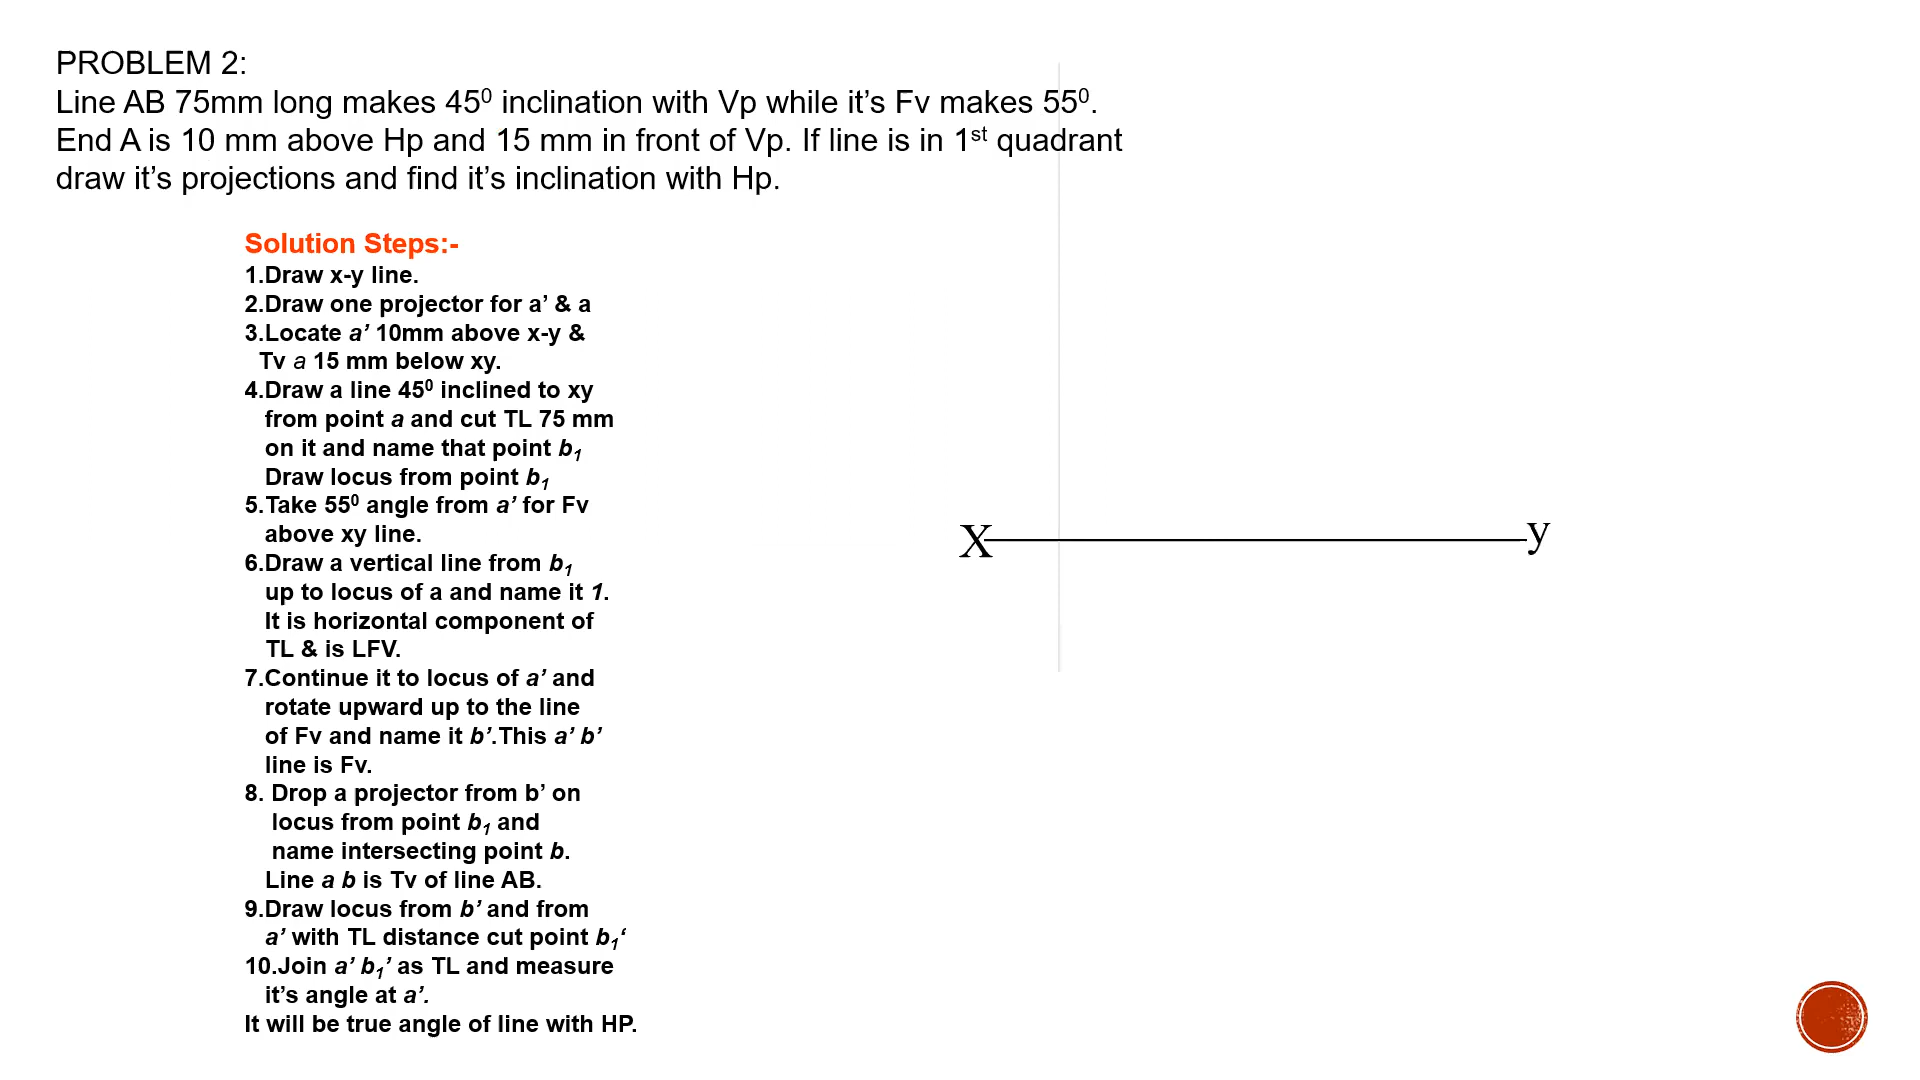 PROBLEM 2:
Line AB 75mm long makes 45⁰ inclination with Vp while it’s Fv makes 55⁰.
End A is 10 mm above Hp and 15 mm in front of Vp. If line is in 1ˢᵗ quadrant
draw it’s projections and find it’s inclination with Hp.
Solution Steps:-
1.Draw x-y line.
2.Draw one projector for a’ & a
3.Locate a’ 10mm above x-y &
Tv a 15 mm below xy.
4.Draw a line 45⁰ inclined to xy
from point a and cut TL 75 mm
on it and name that point b₁
Draw locus from point b₁
5.Take 55⁰ angle from a’ for Fv
above xy line.
6.Draw a vertical line from b₁
up to locus of a and name it 1.
It is horizontal component of
TL & is LFV.
7.Continue it to locus of a’ and
rotate upward up to the line
of Fv and name it b’.This a’ b’
line is Fv.
8. Drop a projector from b’ on
locus from point b₁ and
name intersecting point b.
Line a b is Tv of line AB.
9.Draw locus from b’ and from
a’ with TL distance cut point b₁‘
10.Join a’ b₁’ as TL and measure
it’s angle at a’.
It will be true angle of line with HP.
X y